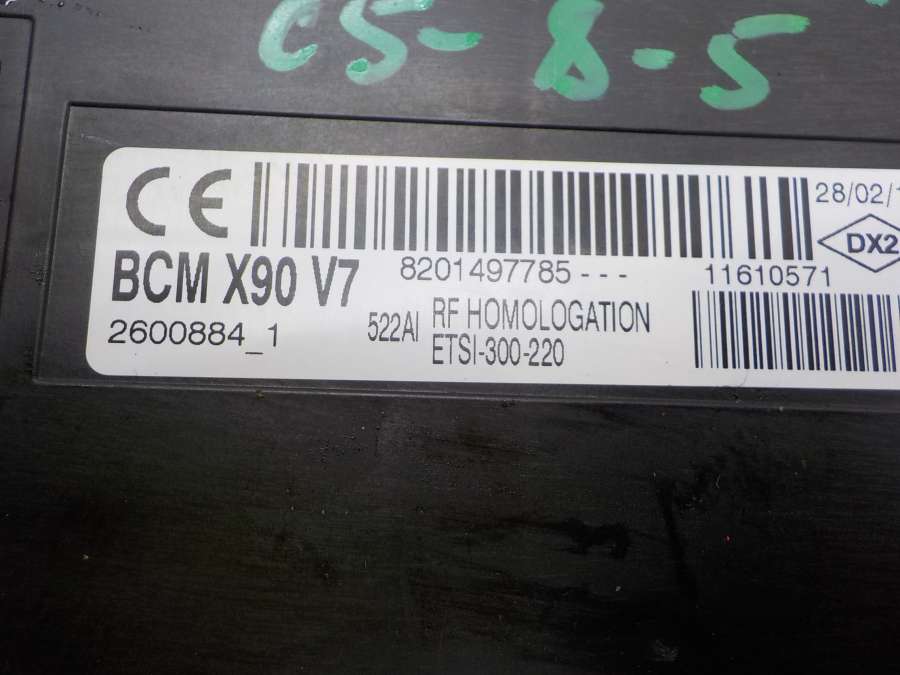 C5-8-5
CE
28/02/1
DX2
8201497785---
11610571
BCM X90 V7
2600884_1
522AI
RF HOMOLOGATION
ETSI-300-220